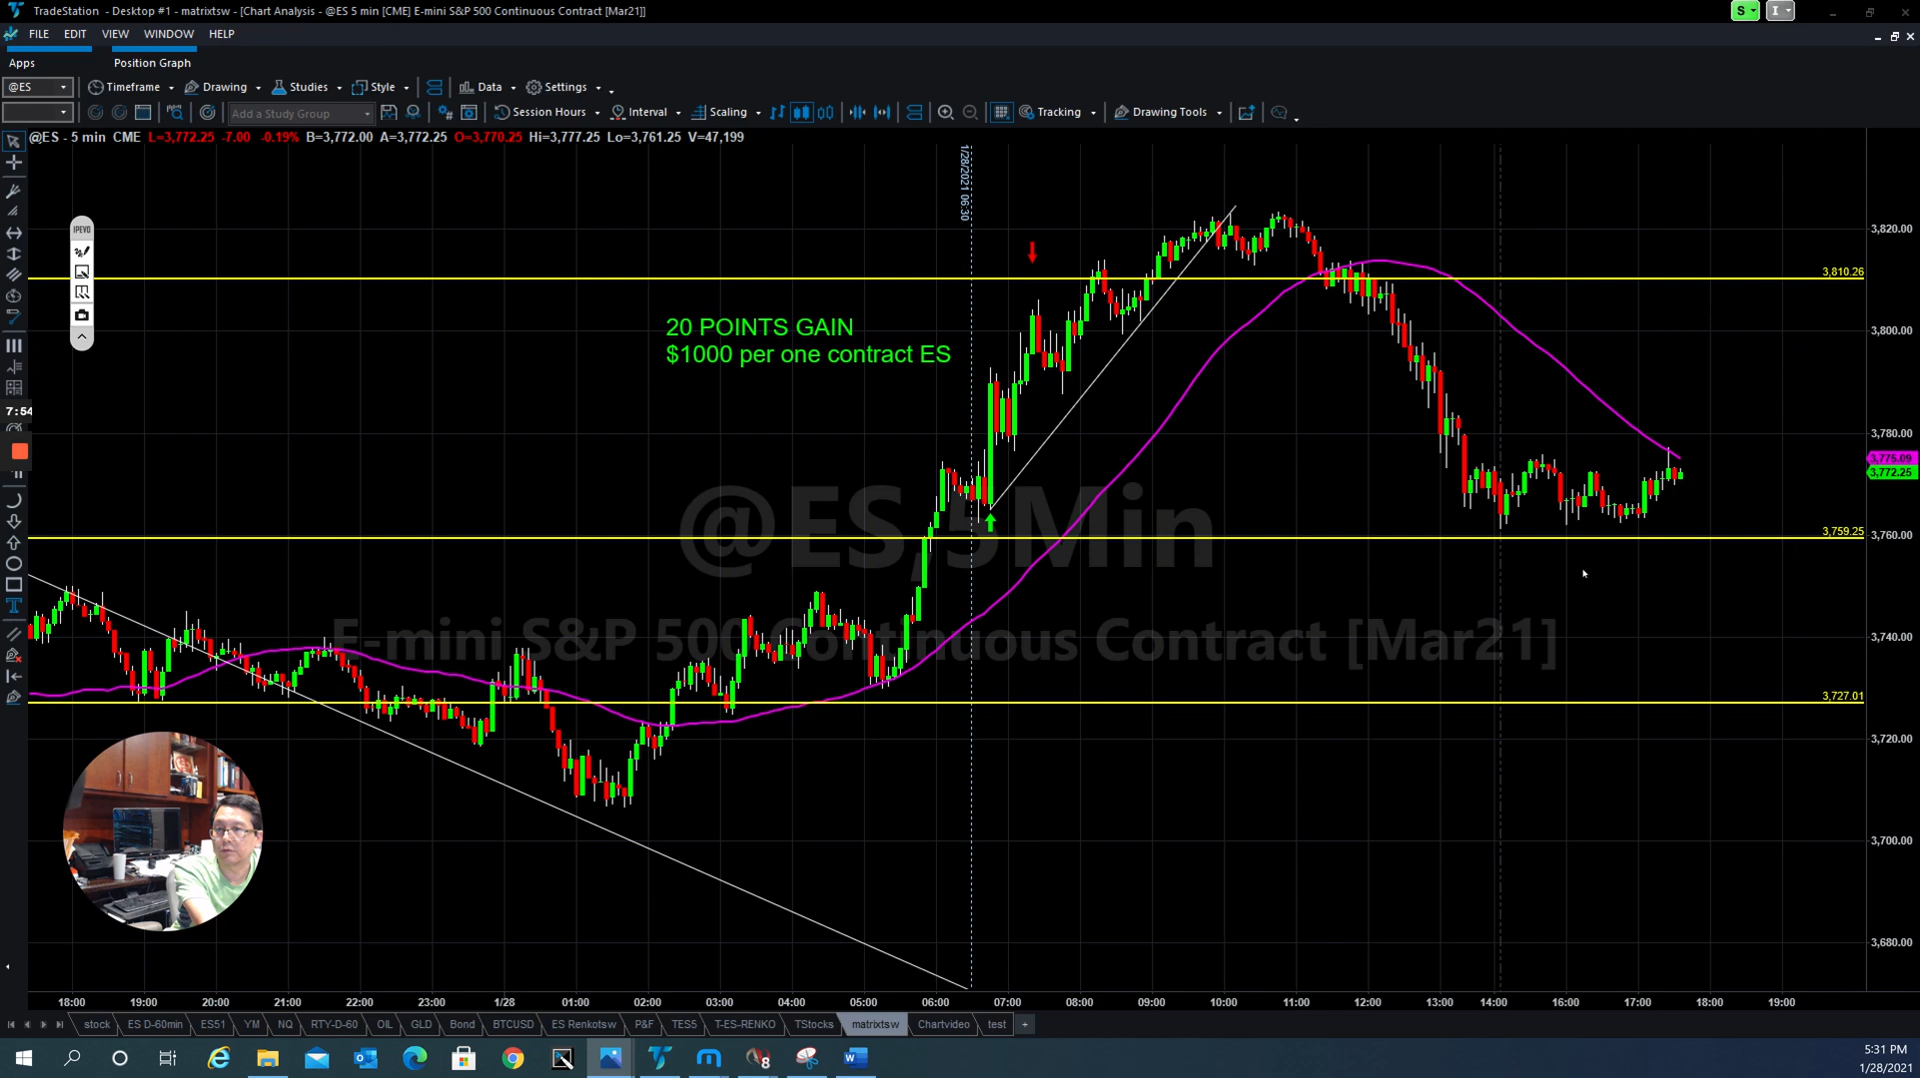 TradeStation - Desktop #1 - matrixtsw - [Chart Analysis - @ES 5 min [CME] E-mini S&P 500 Continuous Contract [Mar21]]
S
I
FILE EDIT VIEW WINDOW HELP
Apps Position Graph
@ES Timeframe Drawing Studies Style Data Settings
Add a Study Group Session Hours Interval Scaling Tracking Drawing Tools
@ES - 5 min CME L=3,772.25 -7.00 -0.19% B=3,772.00 A=3,772.25 O=3,770.25 Hi=3,777.25 Lo=3,761.25 V=47,199
1/28/2021 06:30
IPEVO
3,820.00
3,810.26
20 POINTS GAIN
$1000 per one contract ES
3,800.00
7:54
3,780.00
3,775.09
3,772.25
@ES,5Min
3,759.25
3,760.00
E-mini S&P 500 Continuous Contract [Mar21]
3,740.00
3,727.01
3,720.00
3,700.00
3,680.00
18:00 19:00 20:00 21:00 22:00 23:00 1/28 01:00 02:00 03:00 04:00 05:00 06:00 07:00 08:00 09:00 10:00 11:00 12:00 13:00 14:00 16:00 17:00 18:00 19:00
stock ES D-60min ES51 YM NQ RTY-D-60 OIL GLD Bond BTCUSD ES Renkotsw P&F TES5 T-ES-RENKO TStocks matrixtsw Chartvideo test +
5:31 PM
1/28/2021